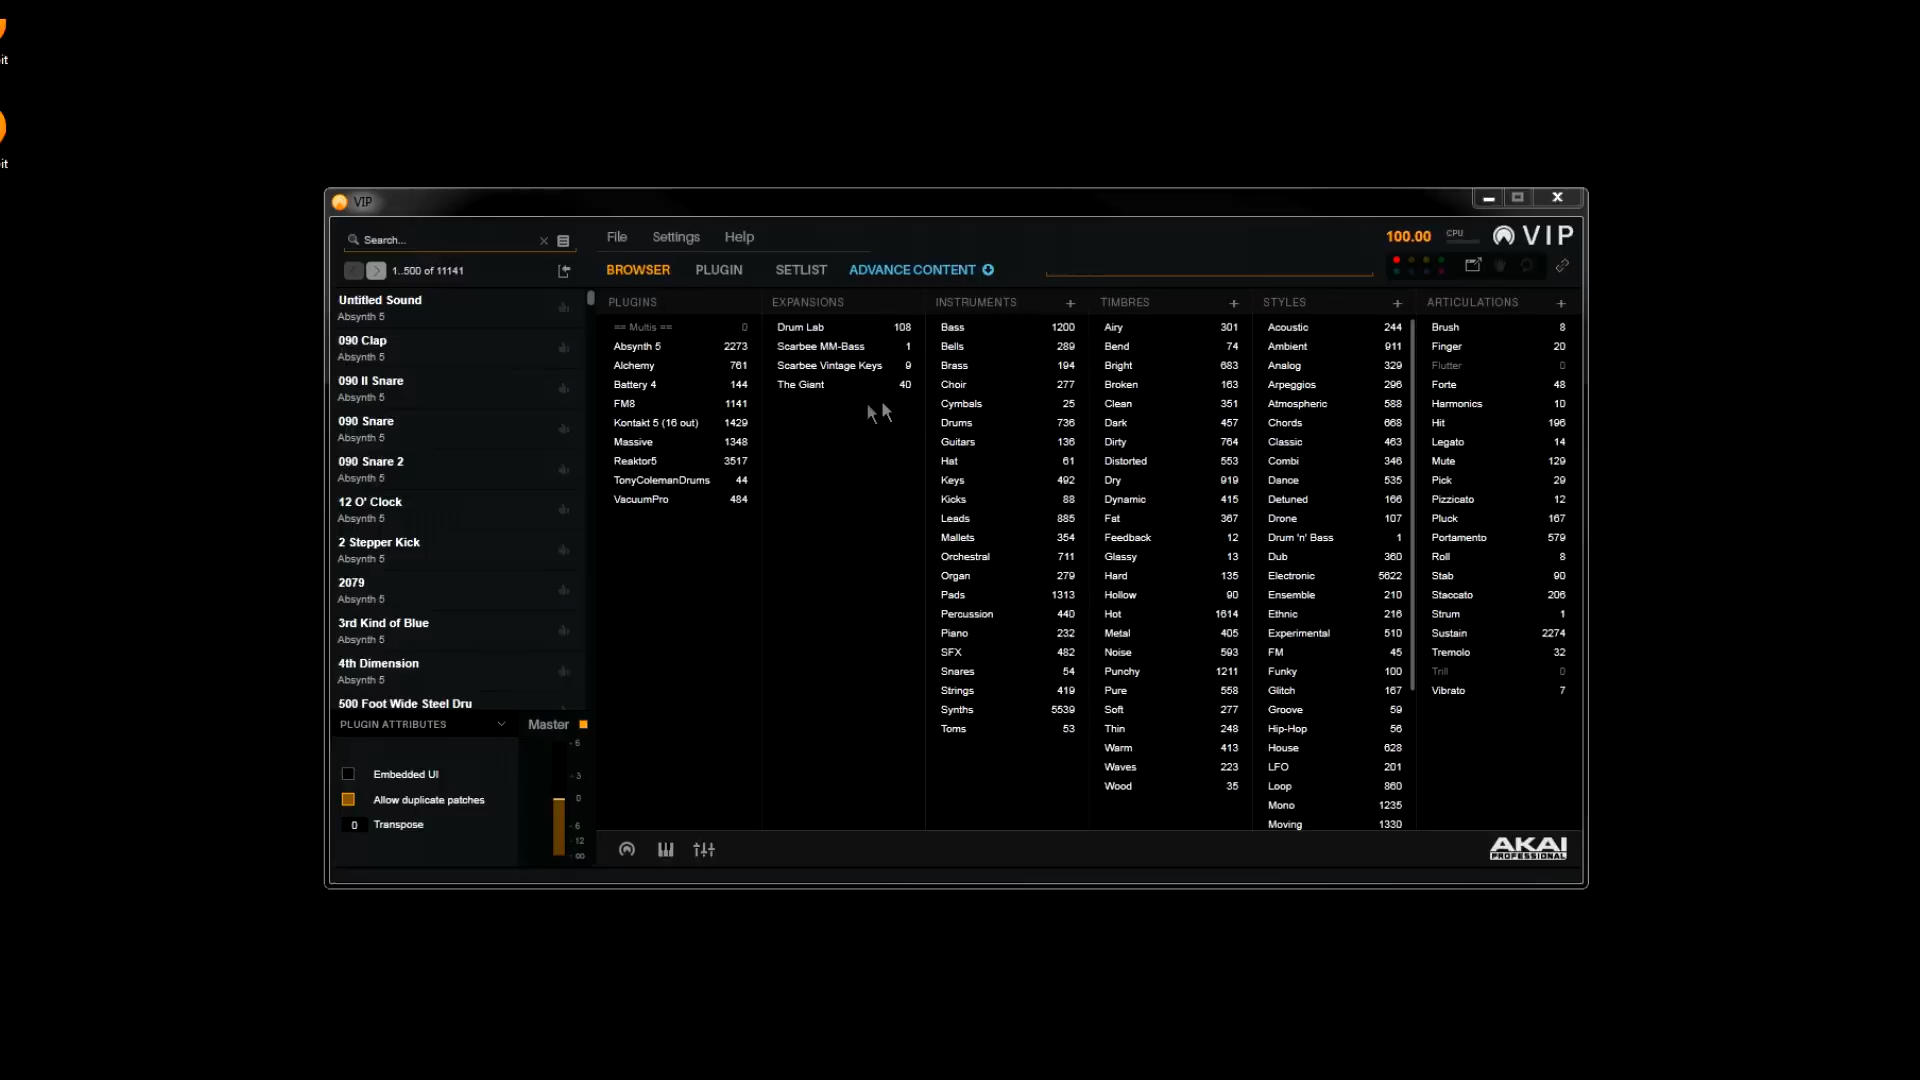 it
it
VIP
Search...
File Settings Help
100.00 CPU VIP
1..500 of 11141
BROWSER PLUGIN SETLIST ADVANCE CONTENT
Untitled Sound
Absynth 5
090 Clap
Absynth 5
090 II Snare
Absynth 5
090 Snare
Absynth 5
090 Snare 2
Absynth 5
12 O' Clock
Absynth 5
2 Stepper Kick
Absynth 5
2079
Absynth 5
3rd Kind of Blue
Absynth 5
4th Dimension
Absynth 5
500 Foot Wide Steel Dru
PLUGIN ATTRIBUTES
Embedded UI
Allow duplicate patches
0 Transpose
Master
6
3
0
6
12
00
PLUGINS
== Multis == 0
Absynth 5 2273
Alchemy 761
Battery 4 144
FM8 1141
Kontakt 5 (16 out) 1429
Massive 1348
Reaktor5 3517
TonyColemanDrums 44
VacuumPro 484
EXPANSIONS
Drum Lab 108
Scarbee MM-Bass 1
Scarbee Vintage Keys 9
The Giant 40
INSTRUMENTS +
Bass 1200
Bells 289
Brass 194
Choir 277
Cymbals 25
Drums 736
Guitars 136
Hat 61
Keys 492
Kicks 88
Leads 885
Mallets 354
Orchestral 711
Organ 279
Pads 1313
Percussion 440
Piano 232
SFX 482
Snares 54
Strings 419
Synths 5539
Toms 53
TIMBRES +
Airy 301
Bend 74
Bright 683
Broken 163
Clean 351
Dark 457
Dirty 764
Distorted 553
Dry 919
Dynamic 415
Fat 367
Feedback 12
Glassy 13
Hard 135
Hollow 90
Hot 1614
Metal 405
Noise 593
Punchy 1211
Pure 558
Soft 277
Thin 248
Warm 413
Waves 223
Wood 35
STYLES +
Acoustic 244
Ambient 911
Analog 329
Arpeggios 296
Atmospheric 588
Chords 668
Classic 463
Combi 346
Dance 535
Detuned 166
Drone 107
Drum 'n' Bass 1
Dub 360
Electronic 5622
Ensemble 210
Ethnic 216
Experimental 510
FM 45
Funky 100
Glitch 167
Groove 59
Hip-Hop 56
House 628
LFO 201
Loop 860
Mono 1235
Moving 1330
ARTICULATIONS +
Brush 8
Finger 20
Flutter 0
Forte 48
Harmonics 10
Hit 196
Legato 14
Mute 129
Pick 29
Pizzicato 12
Pluck 167
Portamento 579
Roll 8
Stab 90
Staccato 206
Strum 1
Sustain 2274
Tremolo 32
Trill 0
Vibrato 7
AKAI
PROFESSIONAL